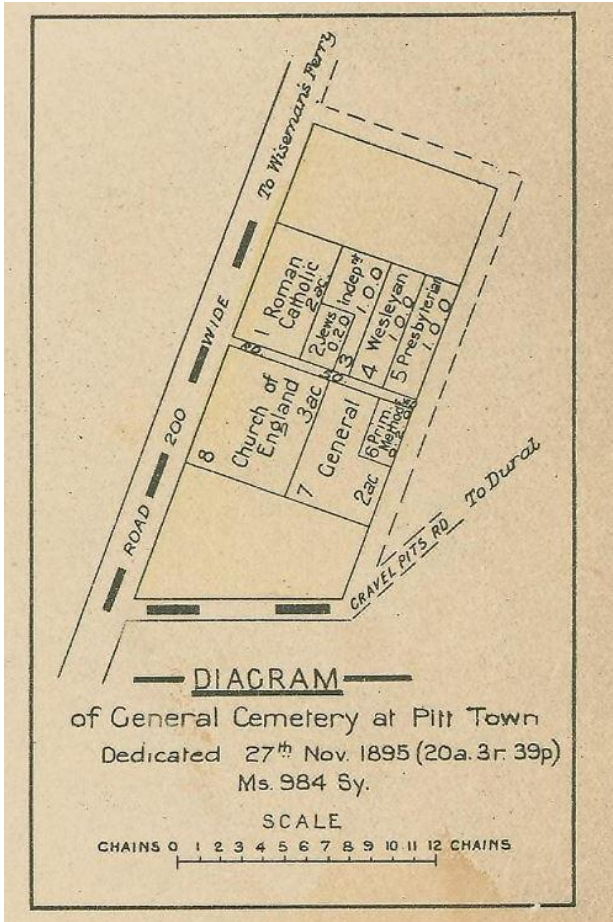 To Wiseman's Ferry
ROAD 200 WIDE
1 Roman
Catholic
2ac.
2 Jews
0.2.0
3 Indepnt
1.0.0
4 Wesleyan
1.0.0
5 Presbyterian
1.0.0
RD.
RD.
8 Church of
England
3ac
7 General
2ac
6 Prim.
Methodis
GRAVEL PITS RD To Dural
DIAGRAM
of General Cemetery at Pitt Town
Dedicated 27th Nov. 1895 (20a. 3r. 39p)
Ms. 984 Sy.
SCALE
CHAINS 0 1 2 3 4 5 6 7 8 9 10 11 12 CHAINS